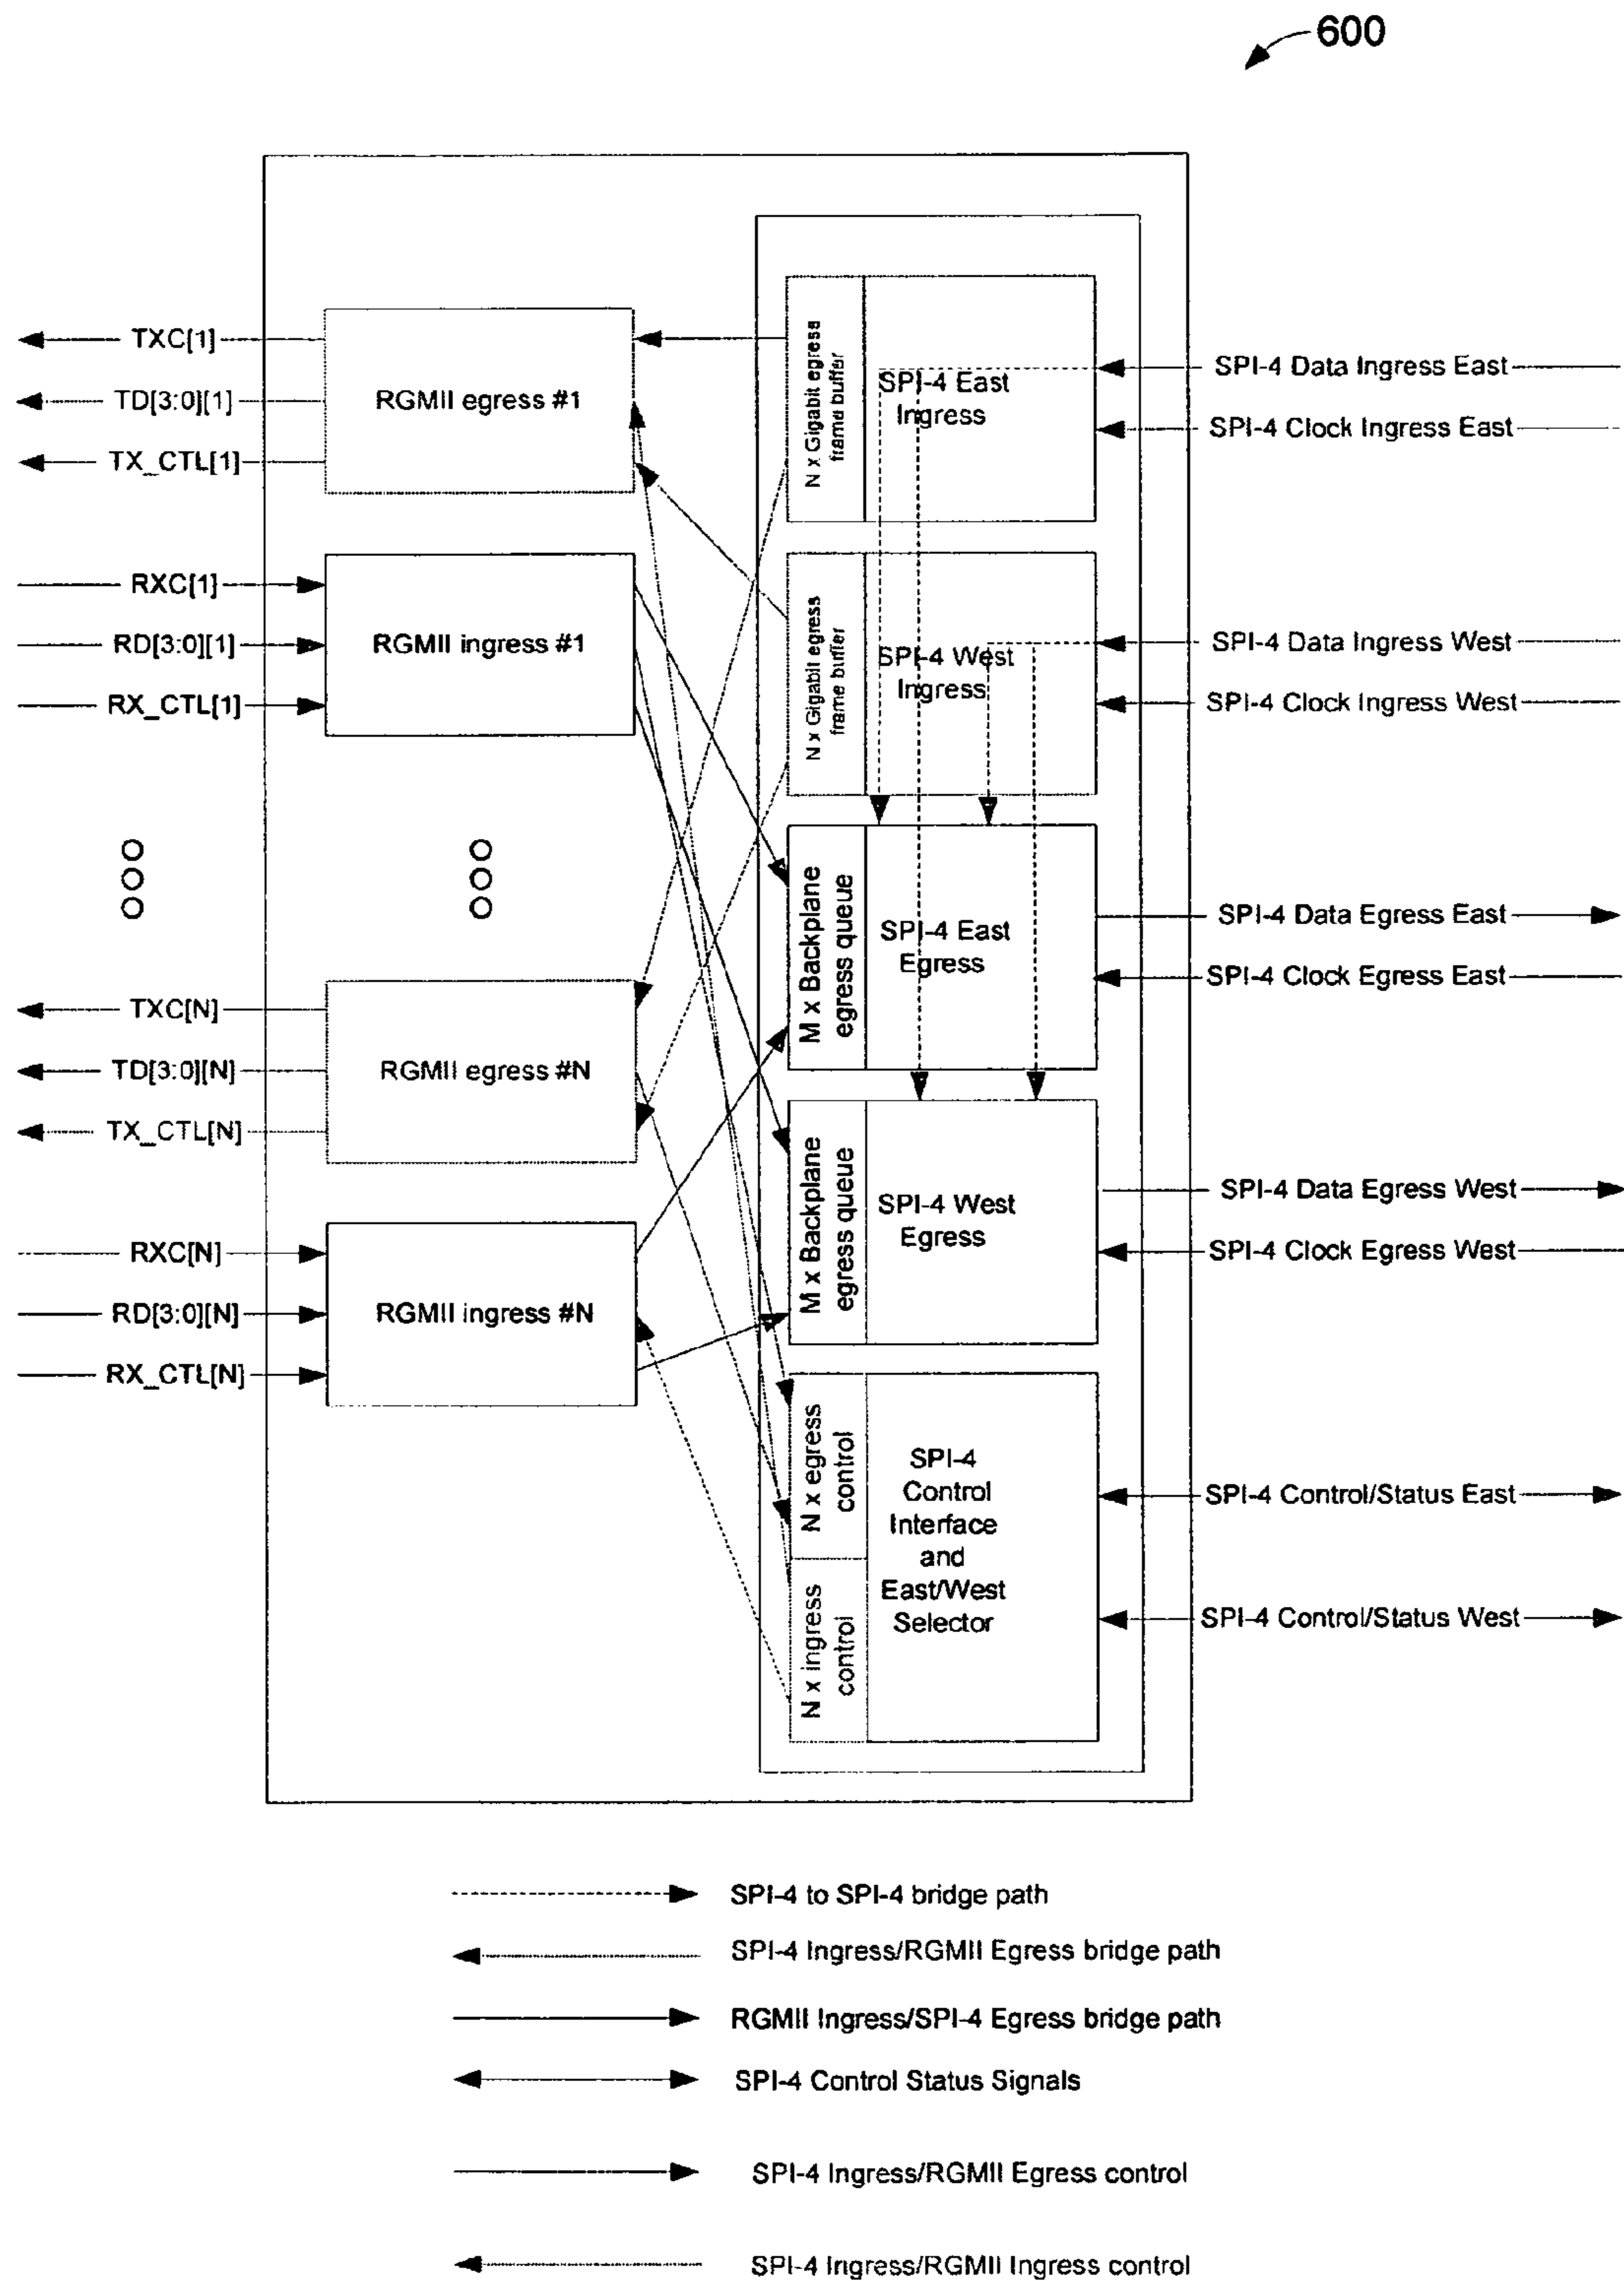 600
TXC[1]
TD[3:0][1]
TX_CTL[1]
RGMII egress #1
N x Gigabit egress
frame buffer
SPI-4 East
Ingress
SPI-4 Data Ingress East
SPI-4 Clock Ingress East
RXC[1]
RD[3:0][1]
RX_CTL[1]
RGMII ingress #1
N x Gigabit egress
frame buffer
SPI-4 West
Ingress
SPI-4 Data Ingress West
SPI-4 Clock Ingress West
M x Backplane
egress queue
SPI-4 East
Egress
SPI-4 Data Egress East
SPI-4 Clock Egress East
TXC[N]
TD[3:0][N]
TX_CTL[N]
RGMII egress #N
M x Backplane
egress queue
SPI-4 West
Egress
SPI-4 Data Egress West
SPI-4 Clock Egress West
RXC[N]
RD[3:0][N]
RX_CTL[N]
RGMII ingress #N
N x egress
control
N x ingress
control
SPI-4
Control
Interface
and
East/West
Selector
SPI-4 Control/Status East
SPI-4 Control/Status West
SPI-4 to SPI-4 bridge path
SPI-4 Ingress/RGMII Egress bridge path
RGMII Ingress/SPI-4 Egress bridge path
SPI-4 Control Status Signals
SPI-4 Ingress/RGMII Egress control
SPI-4 Ingress/RGMII Ingress control